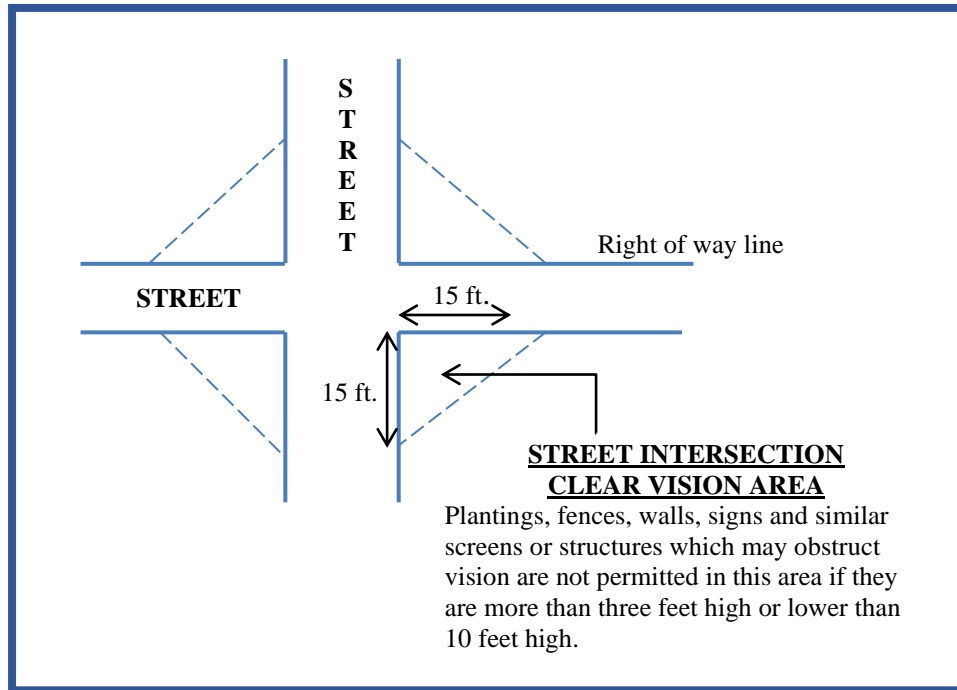 STREET
Right of way line
STREET
15 ft.
15 ft.
STREET INTERSECTION
CLEAR VISION AREA
Plantings, fences, walls, signs and similar
screens or structures which may obstruct
vision are not permitted in this area if they
are more than three feet high or lower than
10 feet high.